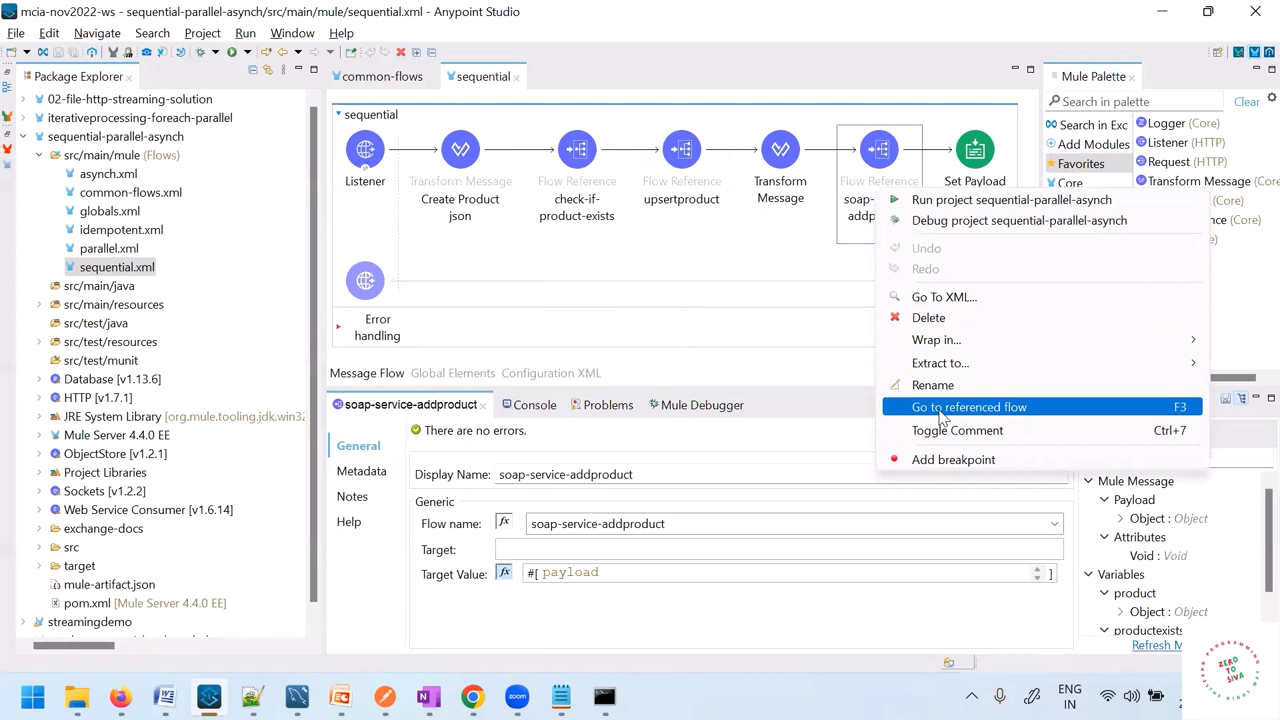 mcia-nov2022-ws - sequential-parallel-asynch/src/main/mule/sequential.xml - Anypoint Studio
File Edit Navigate Search Project Run Window Help
Package Explorer
common-flows
sequential
Mule Palette
02-file-http-streaming-solution
iterativeprocessing-foreach-parallel
sequential-parallel-asynch
src/main/mule (Flows)
asynch.xml
common-flows.xml
globals.xml
idempotent.xml
parallel.xml
sequential.xml
src/main/java
src/main/resources
src/test/java
src/test/resources
src/test/munit
Database [v1.13.6]
HTTP [v1.7.1]
JRE System Library [org.mule.tooling.jdk.win32
Mule Server 4.4.0 EE
ObjectStore [v1.2.1]
Project Libraries
Sockets [v1.2.2]
Web Service Consumer [v1.6.14]
exchange-docs
src
target
mule-artifact.json
pom.xml [Mule Server 4.4.0 EE]
streamingdemo
sequential
Listener
Transform Message
Create Product
json
Flow Reference
check-if-
product-exists
Flow Reference
upsertproduct
Transform
Message
Flow Reference
soap-
addp
Set Payload
Error
handling
Message Flow Global Elements Configuration XML
Search in palette
Clear
Search in Exc
Add Modules
Favorites
Core
Logger (Core)
Listener (HTTP)
Request (HTTP)
Transform Message (Core)
(Core)
nce (Core)
Run project sequential-parallel-asynch
Debug project sequential-parallel-asynch
Undo
Redo
Go To XML...
Delete
Wrap in...
Extract to...
Rename
Go to referenced flow F3
Toggle Comment Ctrl+7
Add breakpoint
soap-service-addproduct
Console
Problems
Mule Debugger
There are no errors.
General
Metadata
Notes
Help
Display Name: soap-service-addproduct
Generic
Flow name: fx soap-service-addproduct
Target:
Target Value: fx #[ payload ]
Mule Message
Payload
Object : Object
Attributes
Void : Void
Variables
product
Object : Object
productexists
Refresh M
ENG
IN
PROGRAMMING
ZERO
TO
SIVA